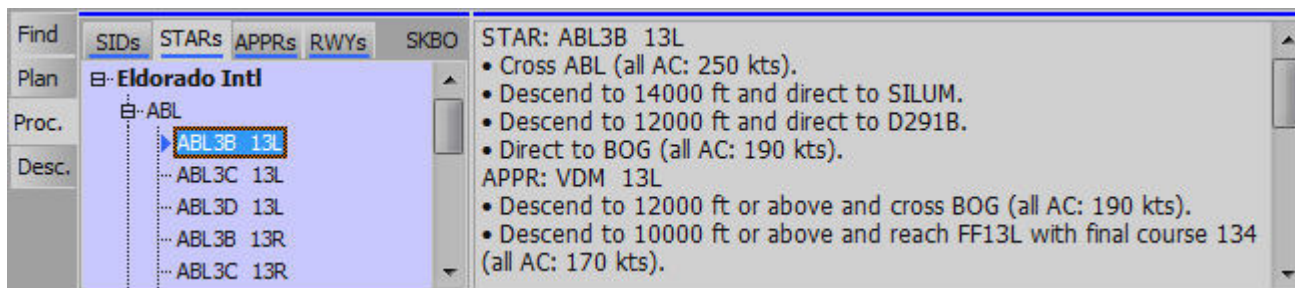 Find
Plan
Proc.
Desc.
SIDs STARs APPRs RWYs SKBO
Eldorado Intl
ABL
ABL3B 13L
ABL3C 13L
ABL3D 13L
ABL3B 13R
ABL3C 13R
STAR: ABL3B 13L
• Cross ABL (all AC: 250 kts).
• Descend to 14000 ft and direct to SILUM.
• Descend to 12000 ft and direct to D291B.
• Direct to BOG (all AC: 190 kts).
APPR: VDM 13L
• Descend to 12000 ft or above and cross BOG (all AC: 190 kts).
• Descend to 10000 ft or above and reach FF13L with final course 134
(all AC: 170 kts).